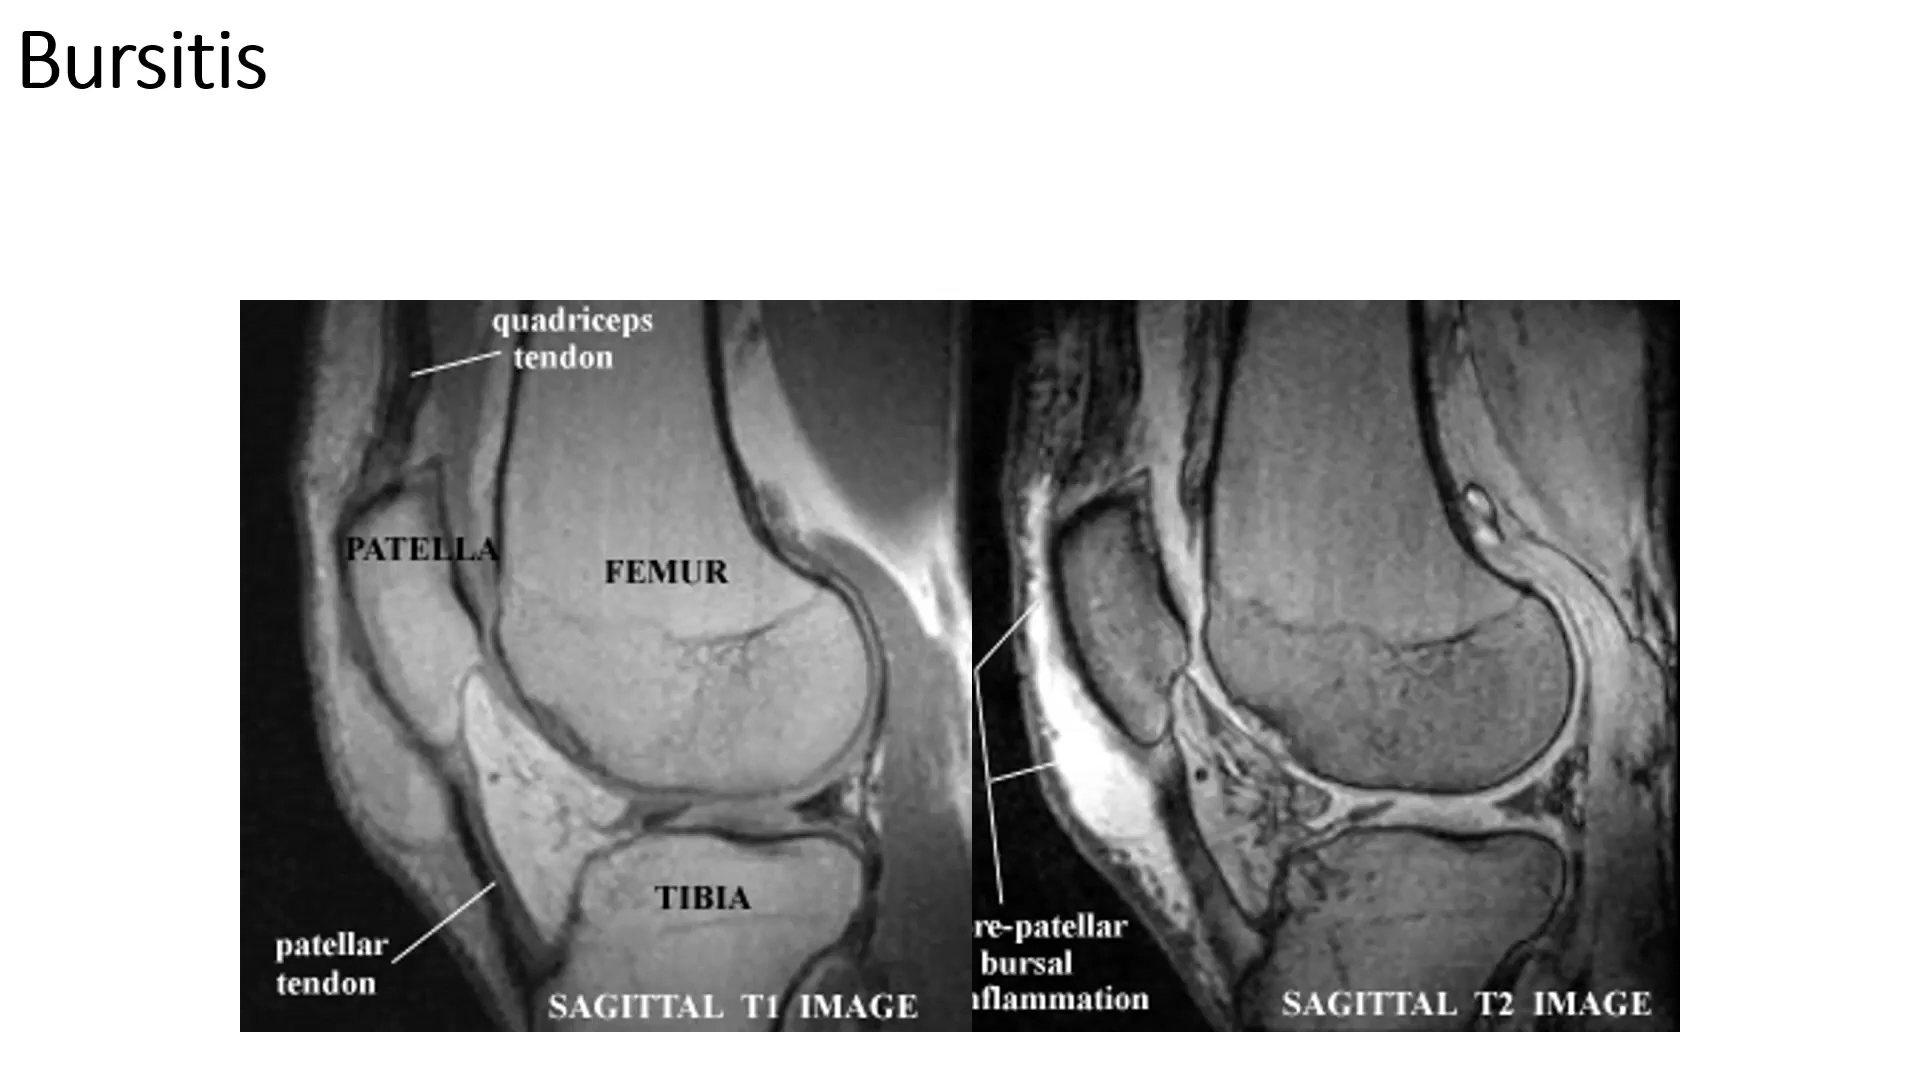 Bursitis
quadriceps
tendon
PATELLA
FEMUR
TIBIA
patellar
tendon
SAGITTAL T1 IMAGE
re-patellar
bursal
nflammation
SAGITTAL T2 IMAGE